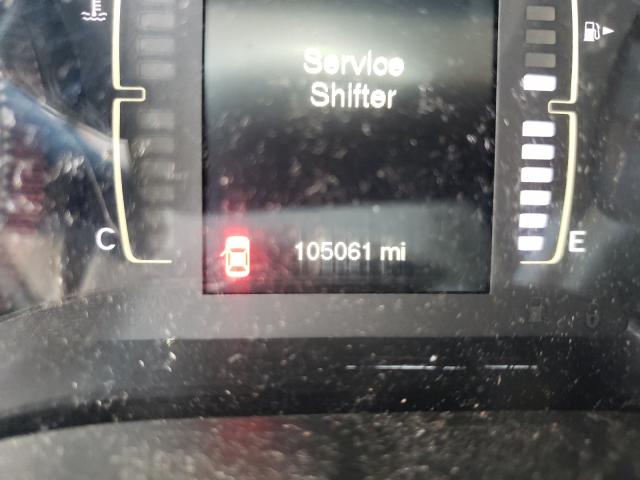 Service
Shifter
C
105061 mi
E